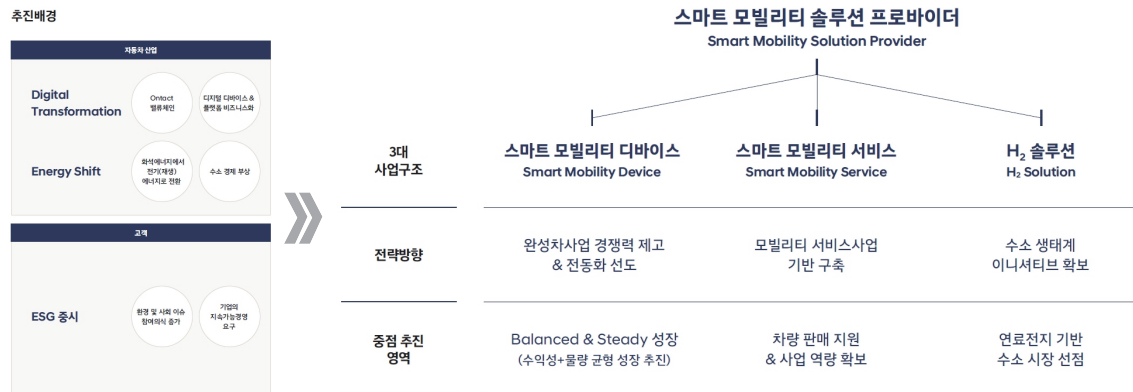 추진배경
자동차 산업
Digital
Transformation
Ontact
밸류체인
디지털 디바이스 &
플랫폼 비즈니스화
Energy Shift
화석에너지에서
전기(재생)
에너지로 전환
수소 경제 부상
고객
ESG 중시
환경 및 사회 이슈
참여의식 증가
기업의
지속가능경영
요구
스마트 모빌리티 솔루션 프로바이더
Smart Mobility Solution Provider
3대
사업구조
스마트 모빌리티 디바이스
Smart Mobility Device
스마트 모빌리티 서비스
Smart Mobility Service
H₂ 솔루션
H₂ Solution
전략방향
완성차사업 경쟁력 제고
& 전동화 선도
모빌리티 서비스사업
기반 구축
수소 생태계
이니셔티브 확보
중점 추진
영역
Balanced & Steady 성장
(수익성+물량 균형 성장 추진)
차량 판매 지원
& 사업 역량 확보
연료전지 기반
수소 시장 선점